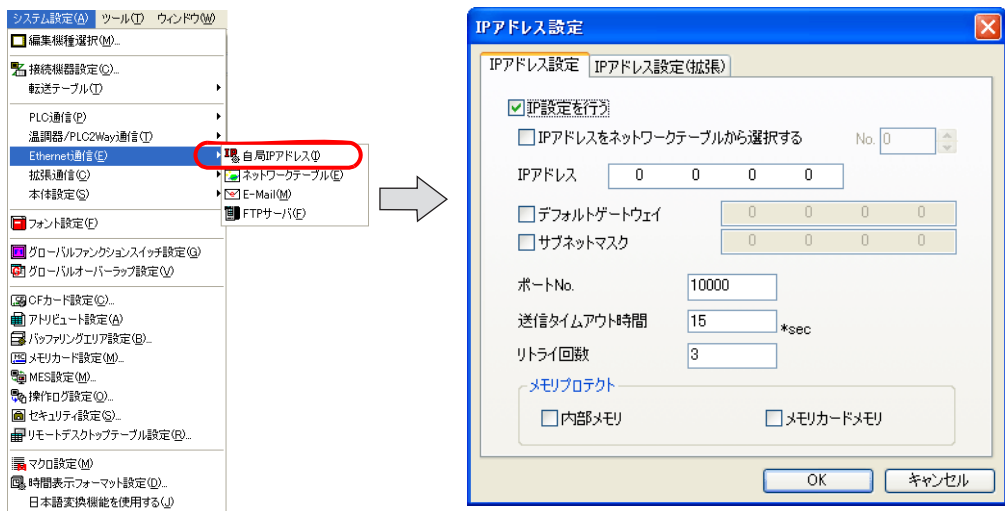 システム設定(A) ツール(T) ウィンドウ(W)
編集機種選択(M)...
接続機器設定(C)...
転送テーブル(T)
PLC通信(P)
温調器/PLC2Way通信(T)
Ethernet通信(E)
拡張通信(C)
本体設定(S)
フォント設定(F)
グローバルファンクションスイッチ設定(G)
グローバルオーバーラップ設定(V)
CFカード設定(C)...
アトリビュート設定(A)
バッファリングエリア設定(B)...
メモリカード設定(M)...
MES設定(M)...
操作ログ設定(O)...
セキュリティ設定(S)...
リモートデスクトップテーブル設定(R)...
マクロ設定(M)
時間表示フォーマット設定(D)...
日本語変換機能を使用する(J)
自局IPアドレス(I)
ネットワークテーブル(E)
E-Mail(M)
FTPサーバ(F)
IPアドレス設定
IPアドレス設定 IPアドレス設定(拡張)
IP設定を行う
IPアドレスをネットワークテーブルから選択する No. 0
IPアドレス 0 0 0 0
デフォルトゲートウェイ 0 0 0 0
サブネットマスク 0 0 0 0
ポートNo. 10000
送信タイムアウト時間 15 *sec
リトライ回数 3
メモリプロテクト
内部メモリ メモリカードメモリ
OK キャンセル